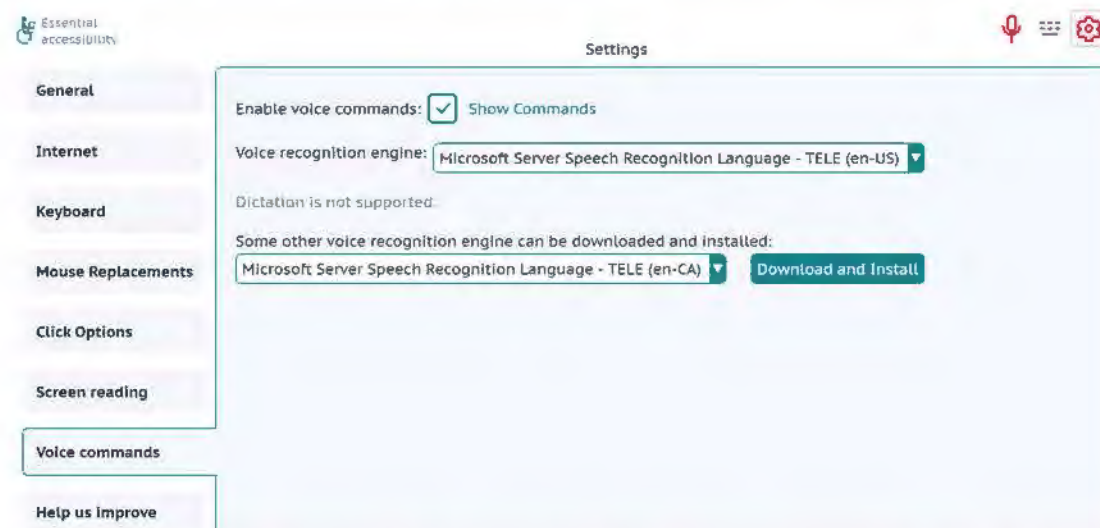 Essential
accessibility
Settings
General
Internet
Keyboard
Mouse Replacements
Click Options
Screen reading
Voice commands
Help us improve
Enable voice commands: Show Commands
Voice recognition engine: Microsoft Server Speech Recognition Language - TELE (en-US)
Dictation is not supported.
Some other voice recognition engine can be downloaded and installed:
Microsoft Server Speech Recognition Language - TELE (en-CA) Download and Install